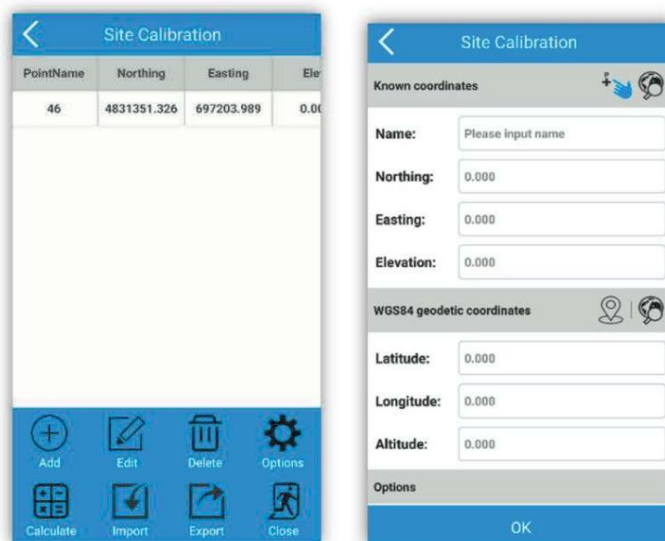 Site Calibration
PointName Northing Easting
46 4831351.326 697203.989
Add Edit Delete Options
Calculate Import Export Close
Site Calibration
Known coordinates
Name: Please input name
Northing: 0.000
Easting: 0.000
Elevation: 0.000
WGS84 geodetic coordinates
Latitude: 0.000
Longitude: 0.000
Altitude: 0.000
Options
OK